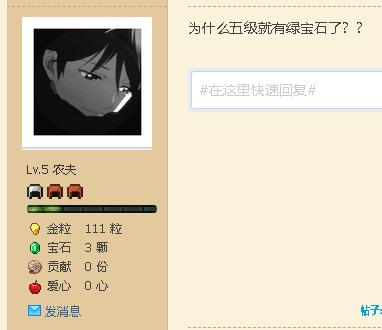 为什么五级就有绿宝石了？？
#在这里快速回复#
Lv.5 农夫
金粒 111 粒
宝石 3 颗
贡献 0 份
爱心 0 心
发消息
帖子